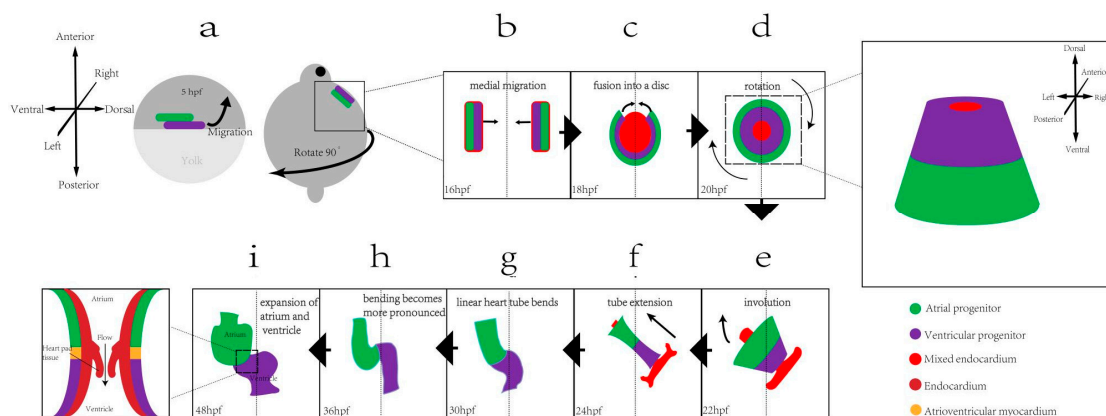 a
b
c
d
Anterior
Right
Ventral
Dorsal
Left
Posterior
5 hpf
Migration
Yolk
Rotate 90°
medial migration
16hpf
fusion into a disc
18hpf
rotation
20hpf
Dorsal
Anterior
Left
Right
Posterior
Ventral
i
h
g
f
e
Atrium
Flow
Heart pad
tissue
Ventricle
expansion of
atrium and
ventricle
Atrium
Ventricle
48hpf
bending becomes
more pronounced
36hpf
linear heart tube bends
30hpf
tube extension
24hpf
involution
22hpf
Atrial progenitor
Ventricular progenitor
Mixed endocardium
Endocardium
Atrioventricular myocardium